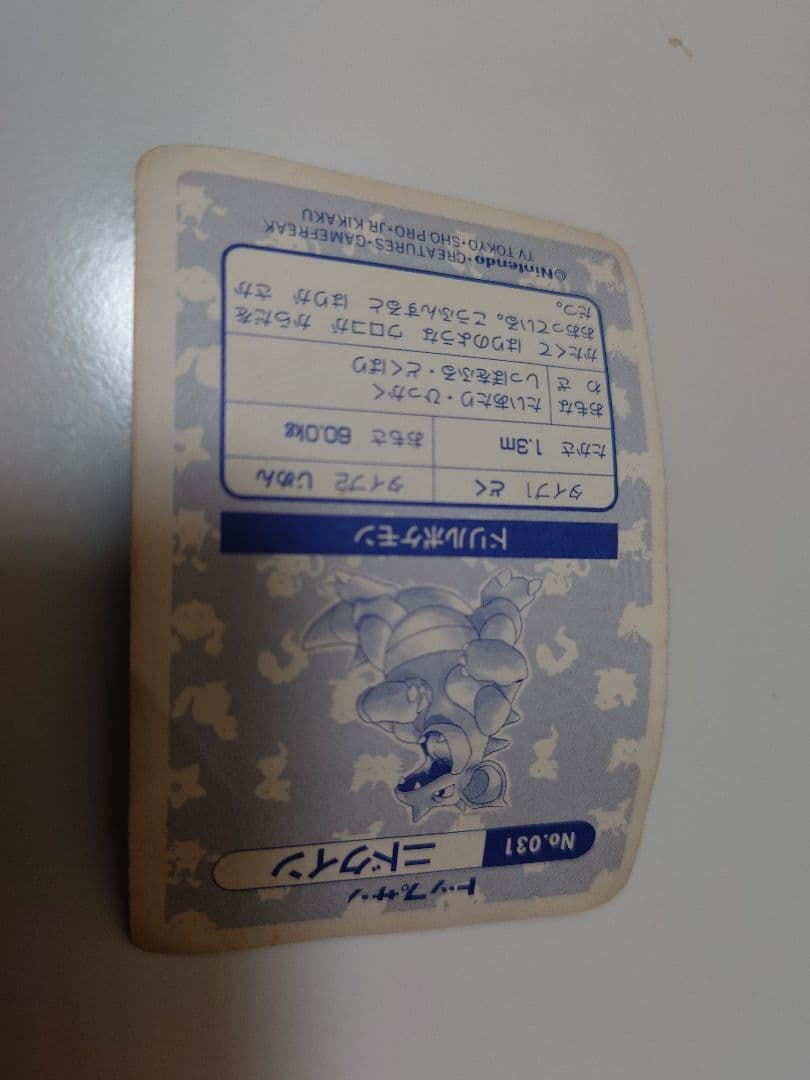 トップサン
No.031 ニドクイン
ドリルポケモン
タイプ1 どく タイプ2 じめん
たかさ 1.3m おもさ 60.0kg
おもな たいあたり・ひっかく
わ ざ しっぽをふる・どくばり
かたくて はりのような ウロコが からだを
おおっている。こうふんすると はりが さか
だつ。
©Nintendo・CREATURES・GAMEFREAK
TV TOKYO・SHO-PRO・JR KIKAKU